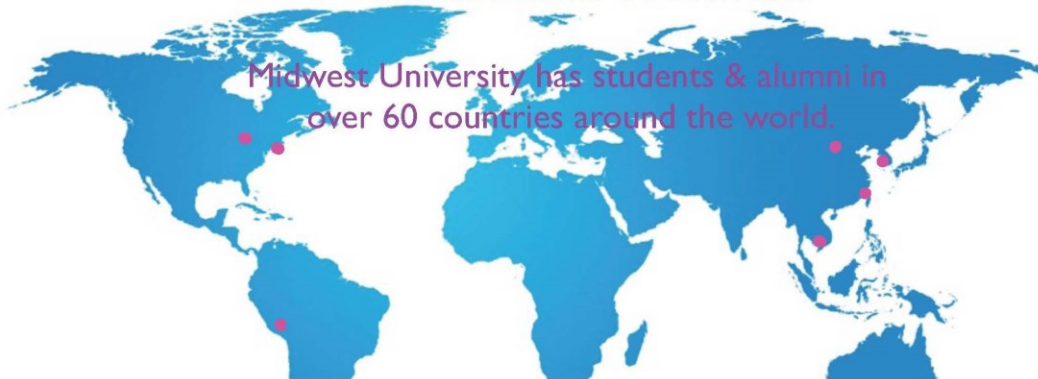 Midwest University has students & alumni in
over 60 countries around the world.